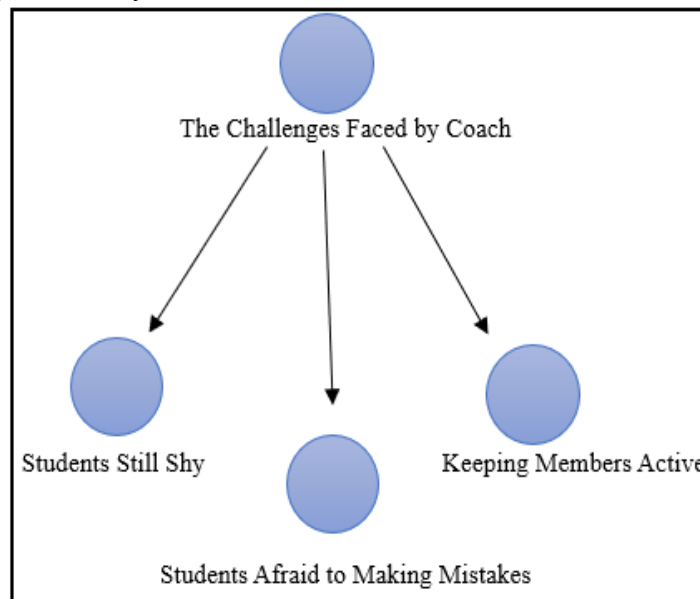 The Challenges Faced by Coach
Students Still Shy
Keeping Members Active
Students Afraid to Making Mistakes